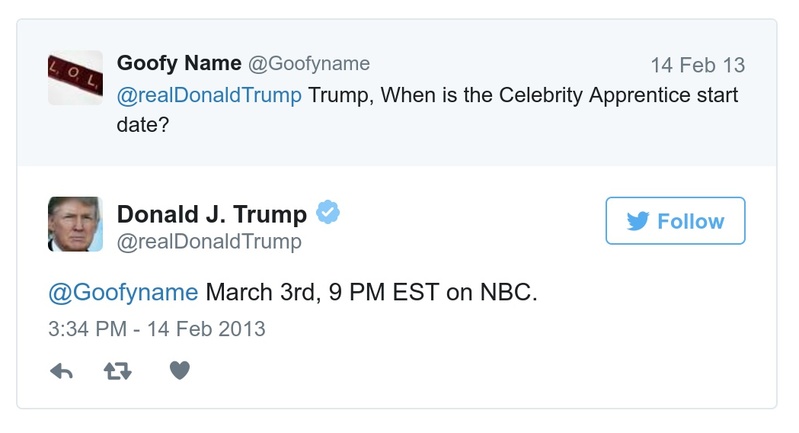 L O L
Goofy Name @Goofyname
14 Feb 13
@realDonaldTrump Trump, When is the Celebrity Apprentice start
date?
Donald J. Trump
@realDonaldTrump
Follow
@Goofyname March 3rd, 9 PM EST on NBC.
3:34 PM - 14 Feb 2013